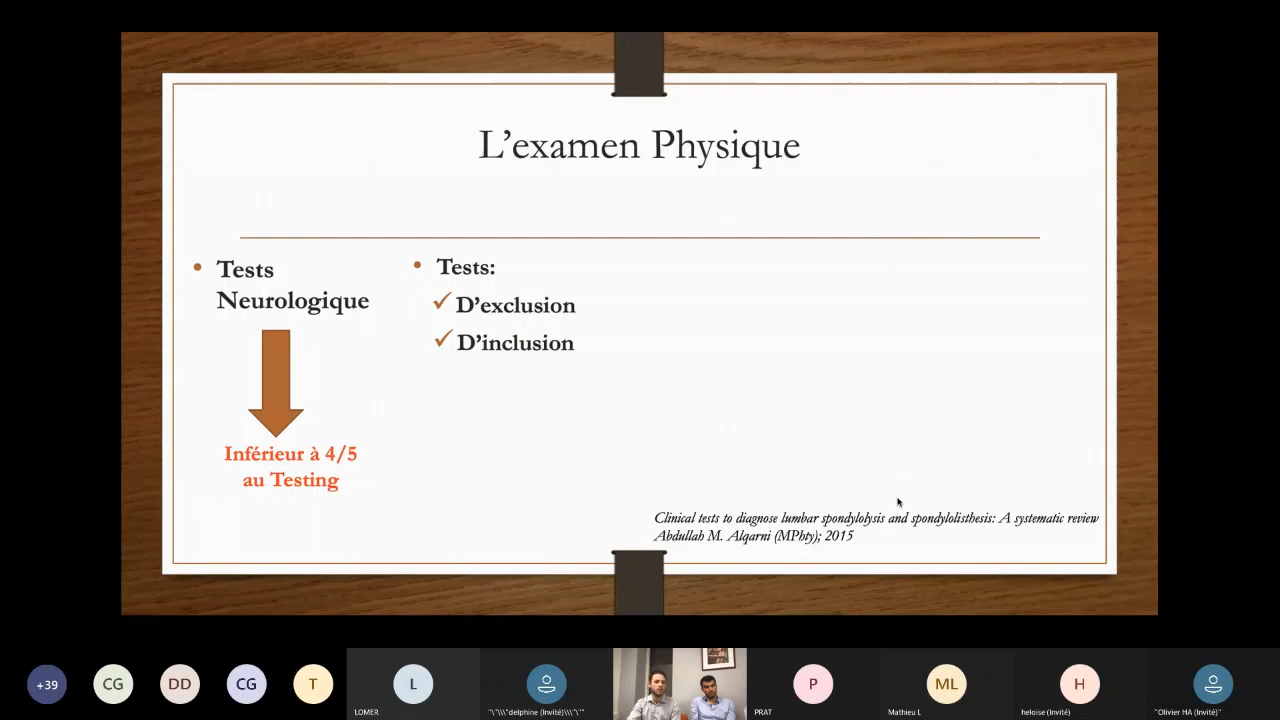 L'examen Physique
Tests
Neurologique
Inférieur à 4/5
au Testing
Tests:
D'exclusion
D'inclusion
Clinical tests to diagnose lumbar spondylolysis and spondylolisthesis: A systematic review
Abdullah M. Alqarni (MPhty); 2015
+39
CG
DD
CG
T
L
LOMER
"\"\\\"delphine (Invité)\\\"\""
P
PRAT
ML
Mathieu L
H
heloise (Invité)
"Olivier HA (Invité)"